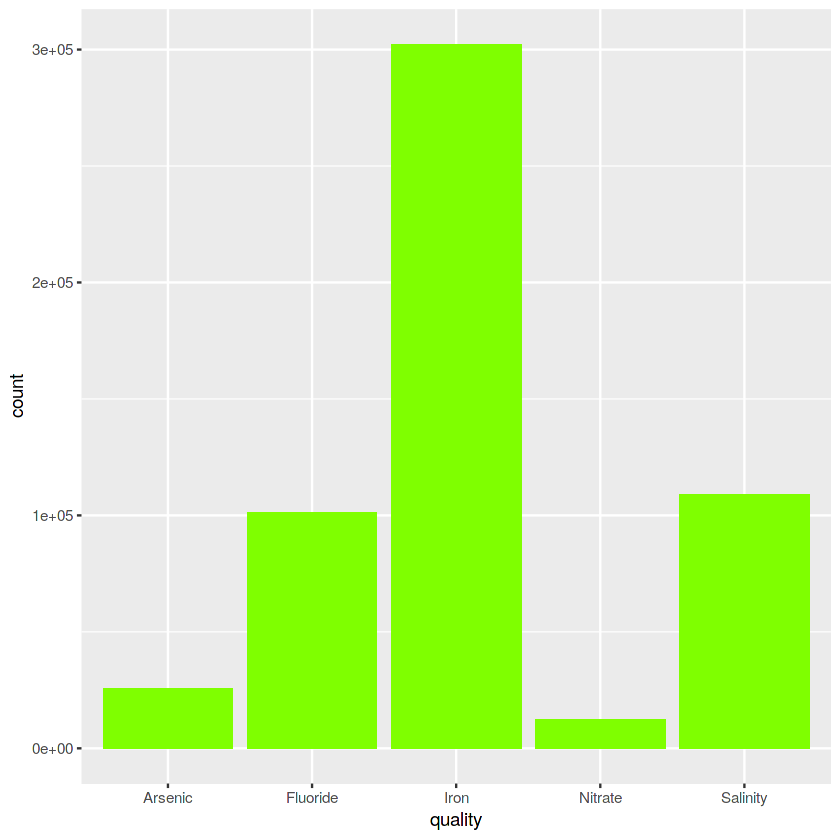 3e+05
2e+05
count
1e+05
0e+00
Arsenic Fluoride Iron Nitrate Salinity
quality